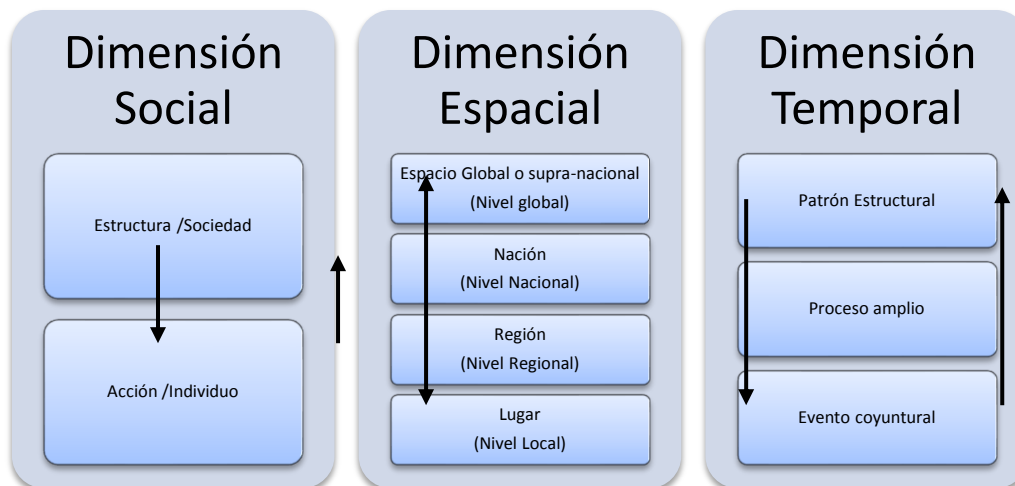 Dimensión
Social
Estructura /Sociedad
Acción /Individuo
Dimensión
Espacial
Espacio Global o supra-nacional
(Nivel global)
Nación
(Nivel Nacional)
Región
(Nivel Regional)
Lugar
(Nivel Local)
Dimensión
Temporal
Patrón Estructural
Proceso amplio
Evento coyuntural